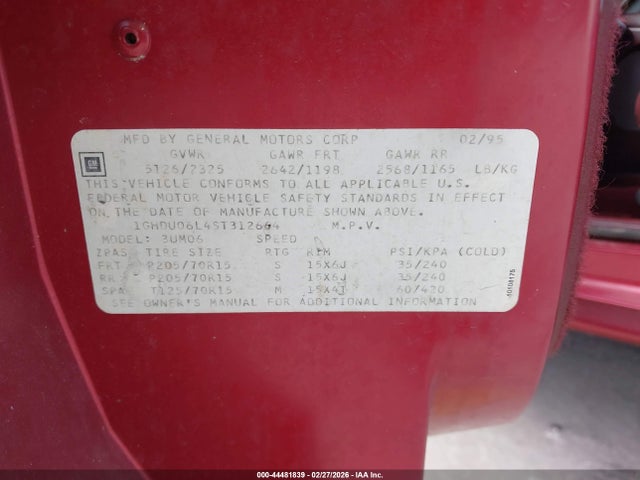 MFD BY GENERAL MOTORS CORP 02/95
GVWR GAWR FRT GAWR RR
GM 5126/2325 2642/1198 2568/1165 LB/KG
THIS VEHICLE CONFORMS TO ALL APPLICABLE U.S.
FEDERAL MOTOR VEHICLE SAFETY STANDARDS IN EFFECT
ON THE DATE OF MANUFACTURE SHOWN ABOVE.
1GHDU06L4ST312664 M.P.V.
MODEL: 3UM06 SPEED
2PAS TIRE SIZE RTG RIM PSI/KPA (COLD)
FRT P205/70R15 S 15X6J 35/240
RR P205/70R15 S 15X6J 35/240
SPA T125/70R15 M 15X4T 60/420
SEE OWNER'S MANUAL FOR ADDITIONAL INFORMATION
10108175
000-44481839 - 02/27/2026 - IAA Inc.